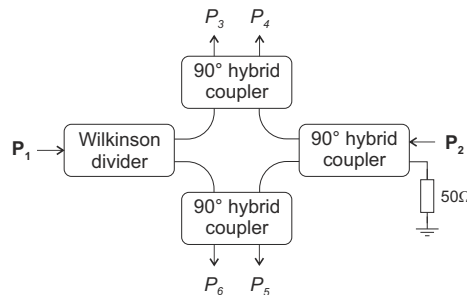 P3 P4
90° hybrid
coupler
P1
Wilkinson
divider
90° hybrid
coupler
P2
50Ω
90° hybrid
coupler
P6 P5